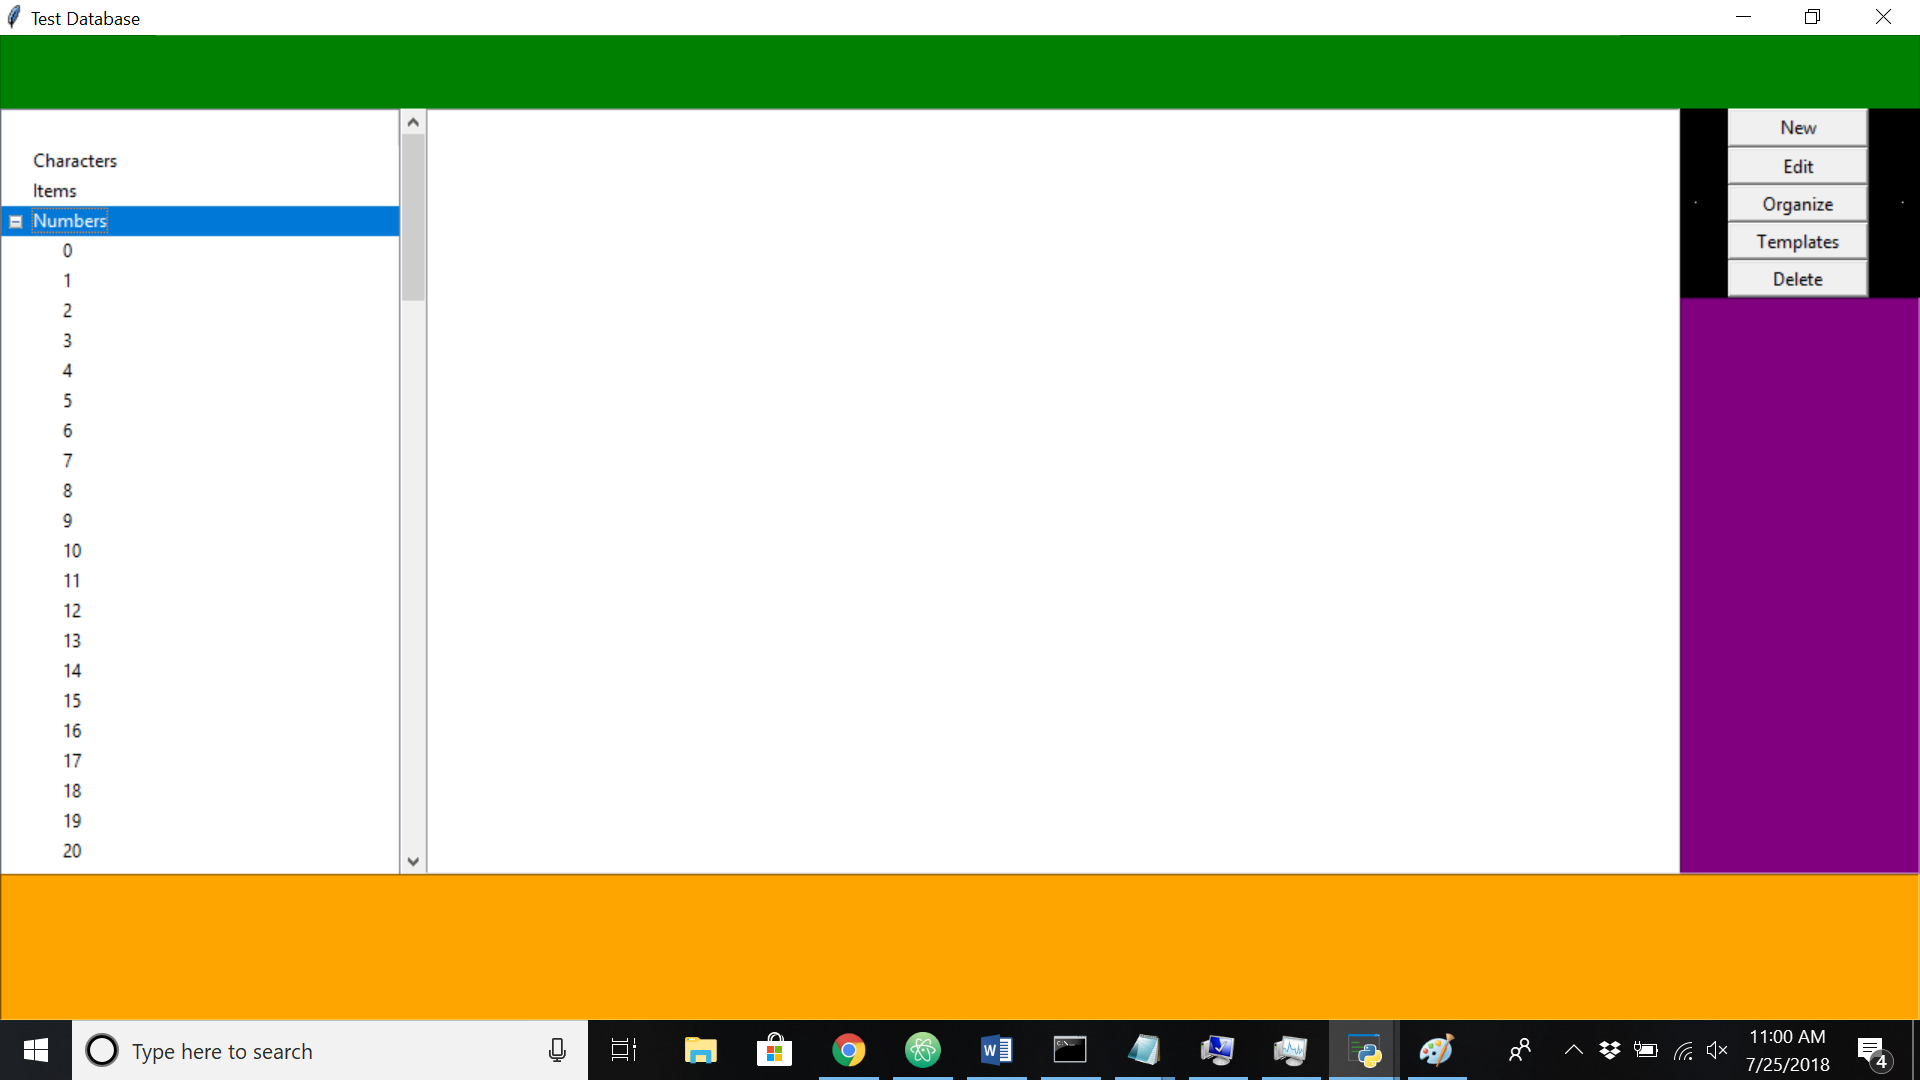 Test Database
Characters
Items
Numbers
0
1
2
3
4
5
6
7
8
9
10
11
12
13
14
15
16
17
18
19
20
New
Edit
Organize
Templates
Delete
Type here to search
11:00 AM
7/25/2018
4